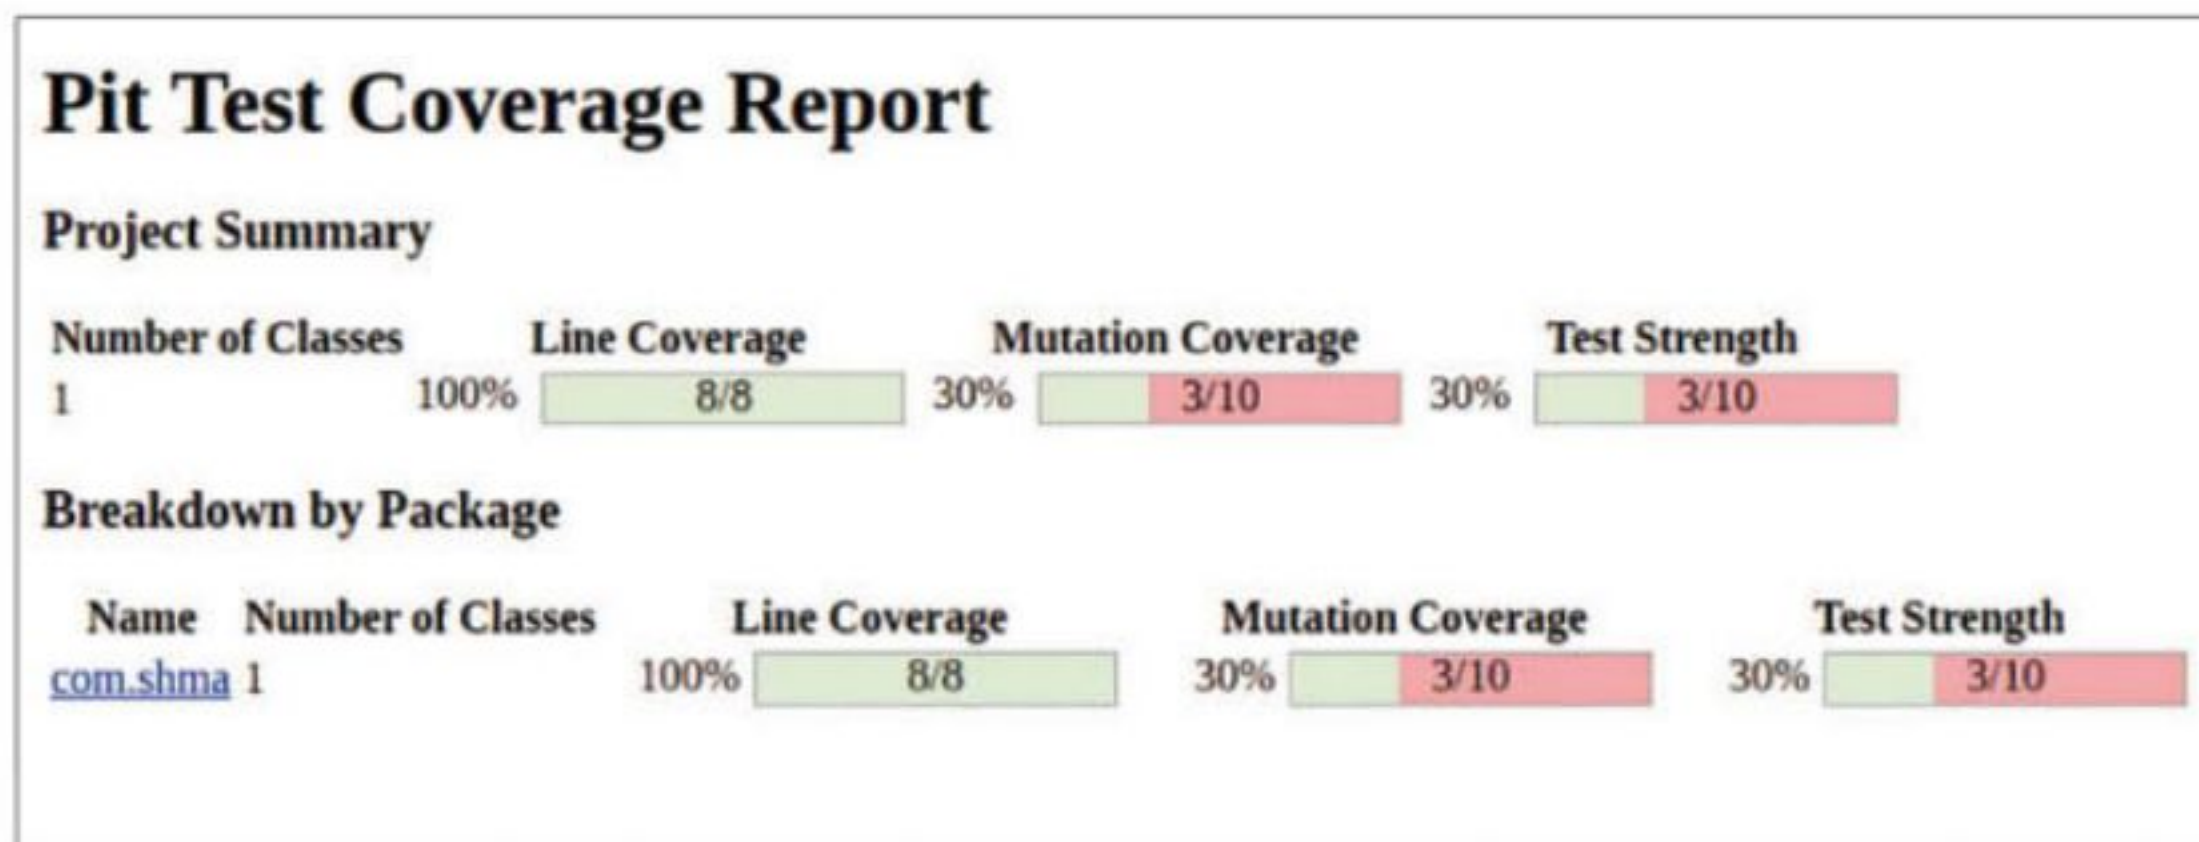 Pit Test Coverage Report
Project Summary
Number of Classes Line Coverage Mutation Coverage Test Strength
1 100% 8/8 30% 3/10 30% 3/10
Breakdown by Package
Name Number of Classes Line Coverage Mutation Coverage Test Strength
com.shma 1 100% 8/8 30% 3/10 30% 3/10